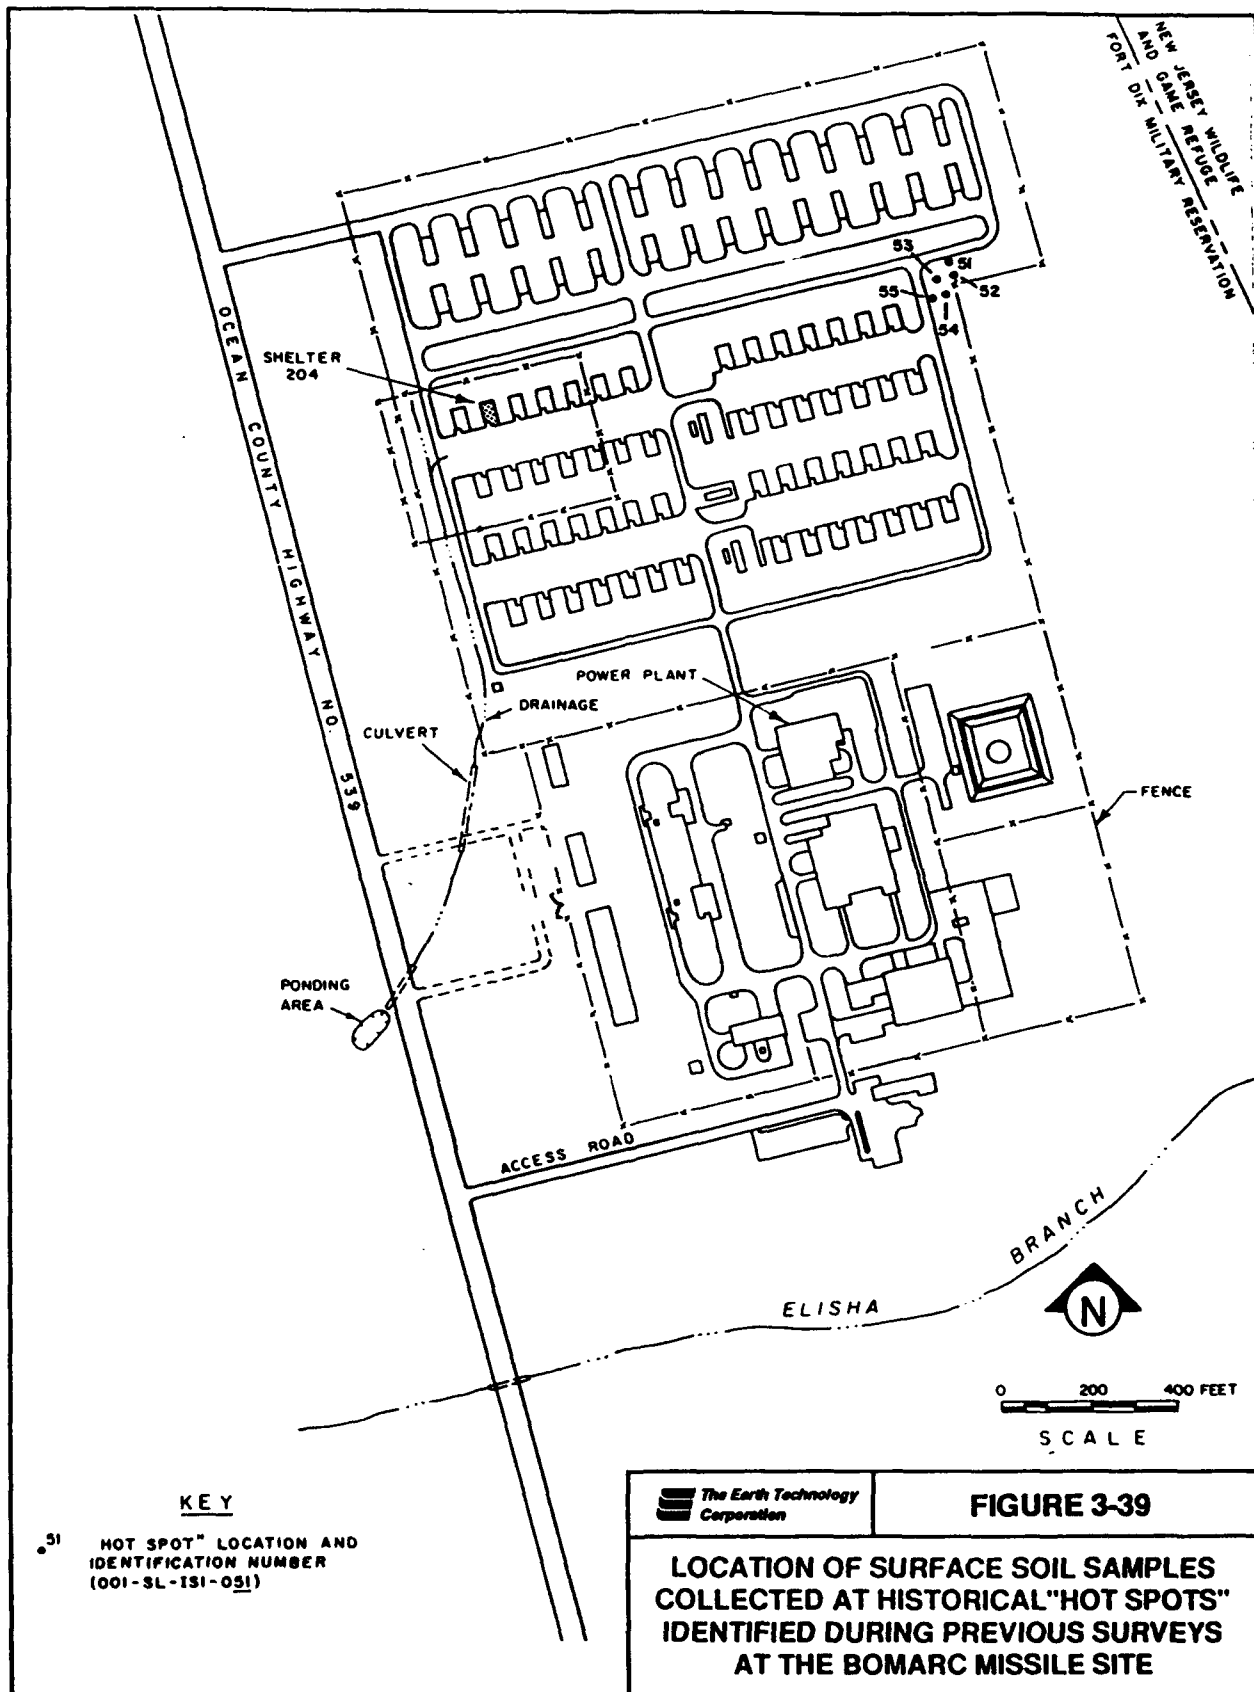 NEW JERSEY WILDLIFE
AND GAME REFUGE
FORT DIX MILITARY RESERVATION
53
51
52
55
54
OCEAN COUNTY HIGHWAY NO. 539
SHELTER
204
POWER PLANT
DRAINAGE
CULVERT
FENCE
PONDING
AREA
ACCESS ROAD
ELISHA BRANCH
N
0 200 400 FEET
SCALE
KEY
51 HOT SPOT" LOCATION AND
IDENTIFICATION NUMBER
(001-SL-ISI-051)
The Earth Technology
Corporation
FIGURE 3-39
LOCATION OF SURFACE SOIL SAMPLES
COLLECTED AT HISTORICAL "HOT SPOTS"
IDENTIFIED DURING PREVIOUS SURVEYS
AT THE BOMARC MISSILE SITE